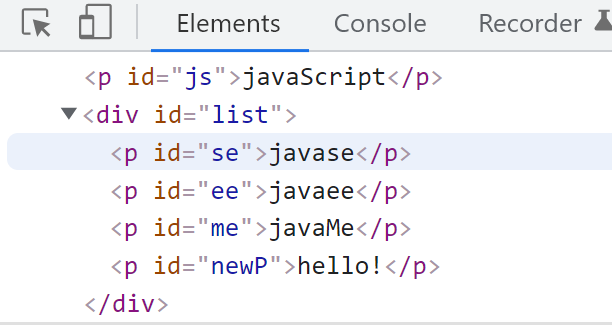 Elements Console Recorder
<p id="js">javaScript</p>
<div id="list">
<p id="se">javase</p>
<p id="ee">javaee</p>
<p id="me">javaMe</p>
<p id="newP">hello!</p>
</div>